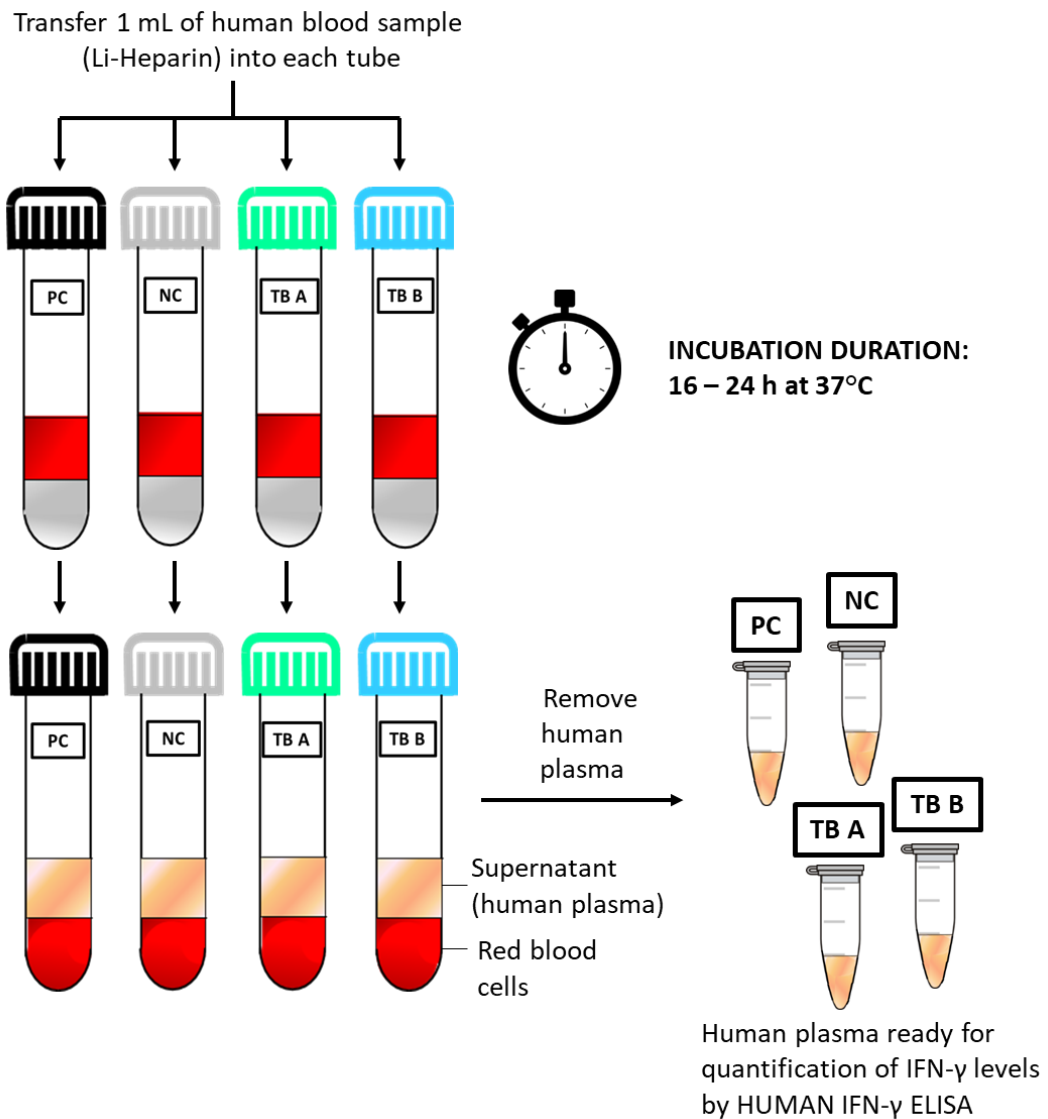 Transfer 1 mL of human blood sample
(Li-Heparin) into each tube
PC
NC
TB A
TB B
INCUBATION DURATION:
16 – 24 h at 37°C
PC
NC
TB A
TB B
Supernatant
(human plasma)
Red blood
cells
Remove
human
plasma
PC
NC
TB A
TB B
Human plasma ready for
quantification of IFN-γ levels
by HUMAN IFN-γ ELISA